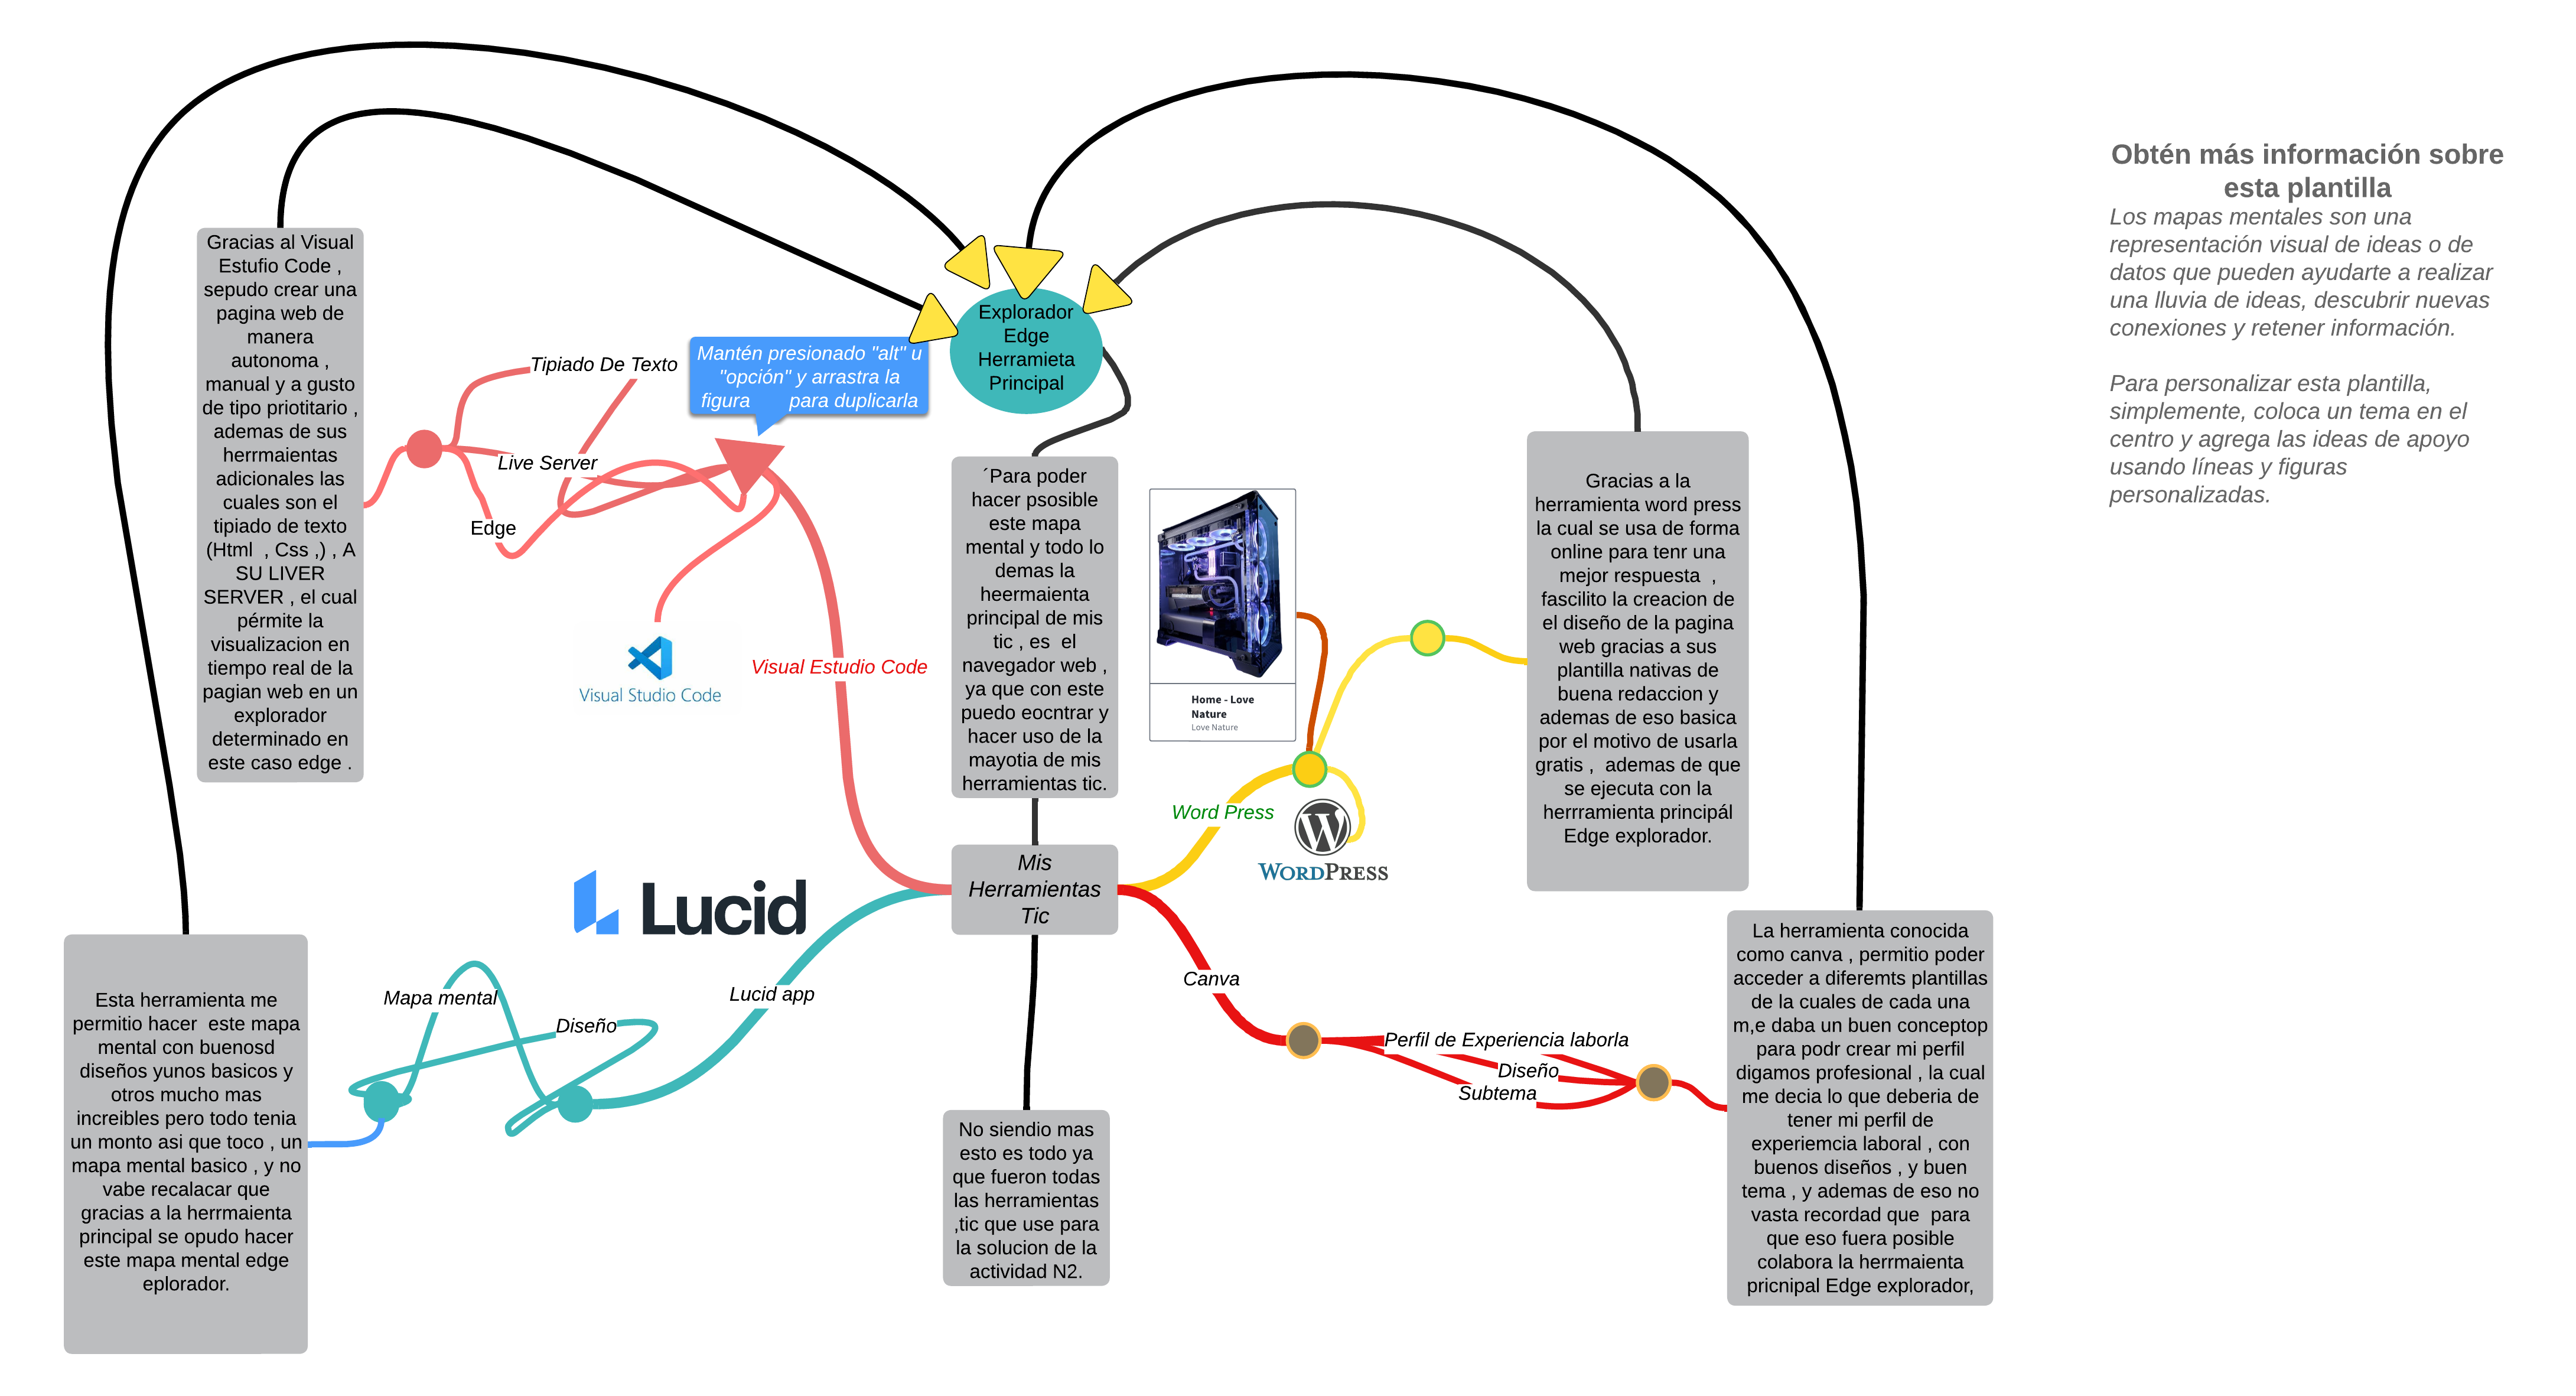 Obtén más información sobre
esta plantilla
Los mapas mentales son una
representación visual de ideas o de
datos que pueden ayudarte a realizar
una lluvia de ideas, descubrir nuevas
conexiones y retener información.
Para personalizar esta plantilla,
simplemente, coloca un tema en el
centro y agrega las ideas de apoyo
usando líneas y figuras
personalizadas.
Gracias al Visual
Estufio Code ,
sepudo crear una
pagina web de
manera
autonoma ,
manual y a gusto
de tipo priotitario ,
ademas de sus
herrmaientas
adicionales las
cuales son el
tipiado de texto
(Html , Css ,) , A
SU LIVER
SERVER , el cual
pérmite la
visualizacion en
tiempo real de la
pagian web en un
explorador
determinado en
este caso edge .
Tipiado De Texto
Live Server
Edge
Mantén presionado "alt" u
"opción" y arrastra la
figura para duplicarla
Visual Studio Code
Visual Estudio Code
Explorador
Edge
Herramieta
Principal
´Para poder
hacer psosible
este mapa
mental y todo lo
demas la
heermaienta
principal de mis
tic , es el
navegador web ,
ya que con este
puedo eocntrar y
hacer uso de la
mayotia de mis
herramientas tic.
Home - Love
Nature
Love Nature
Word Press
WORDPRESS
Gracias a la
herramienta word press
la cual se usa de forma
online para tenr una
mejor respuesta ,
fascilito la creacion de
el diseño de la pagina
web gracias a sus
plantilla nativas de
buena redaccion y
ademas de eso basica
por el motivo de usarla
gratis , ademas de que
se ejecuta con la
herrramienta principál
Edge explorador.
Mis
Herramientas
Tic
Lucid
Lucid app
Mapa mental
Diseño
Esta herramienta me
permitio hacer este mapa
mental con buenosd
diseños yunos basicos y
otros mucho mas
increibles pero todo tenia
un monto asi que toco , un
mapa mental basico , y no
vabe recalacar que
gracias a la herrmaienta
principal se opudo hacer
este mapa mental edge
eplorador.
Canva
Perfil de Experiencia laborla
Diseño
Subtema
La herramienta conocida
como canva , permitio poder
acceder a diferemts plantillas
de la cuales de cada una
m,e daba un buen conceptop
para podr crear mi perfil
digamos profesional , la cual
me decia lo que deberia de
tener mi perfil de
experiemcia laboral , con
buenos diseños , y buen
tema , y ademas de eso no
vasta recordad que para
que eso fuera posible
colabora la herrmaienta
pricnipal Edge explorador,
No siendio mas
esto es todo ya
que fueron todas
las herramientas
,tic que use para
la solucion de la
actividad N2.